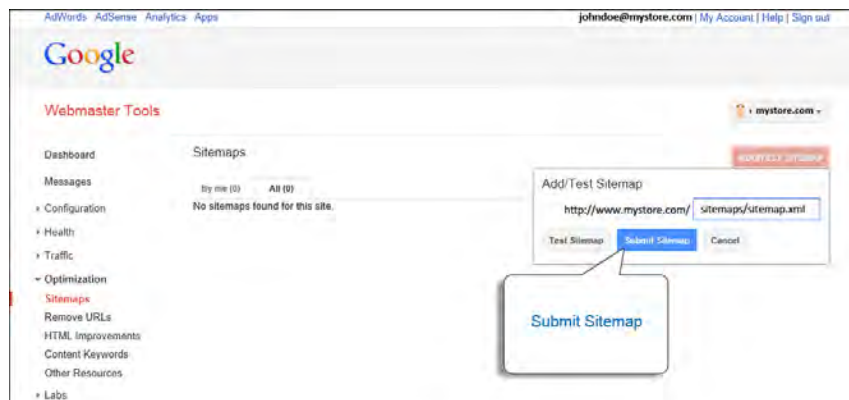 AdWords AdSense Analytics Apps
johndoe@mystore.com | My Account | Help | Sign out
Google
Webmaster Tools
mystore.com
Dashboard
Messages
Configuration
Health
Traffic
Optimization
Sitemaps
Remove URLs
HTML Improvements
Content Keywords
Other Resources
Labs
Sitemaps
By me (0) All (0)
No sitemaps found for this site.
ADD/TEST SITEMAP
Add/Test Sitemap
http://www.mystore.com/ sitemaps/sitemap.xml
Test Sitemap Submit Sitemap Cancel
Submit Sitemap